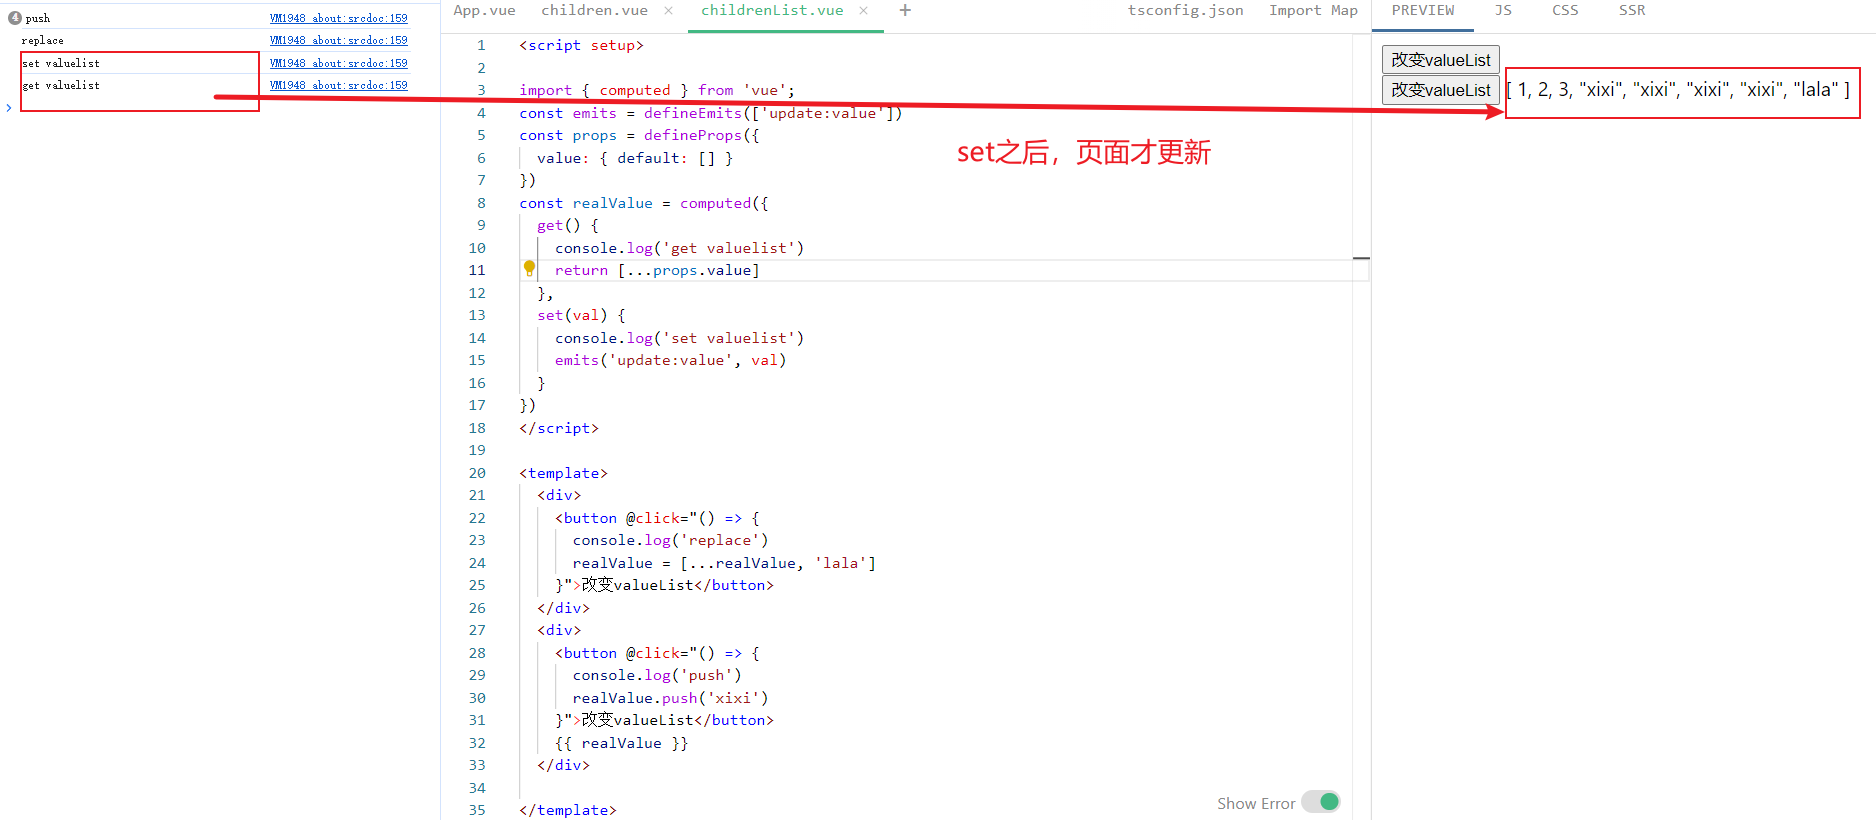 4 push VM1948 about:srcdoc:159
replace VM1948 about:srcdoc:159
set valuelist VM1948 about:srcdoc:159
get valuelist VM1948 about:srcdoc:159
App.vue children.vue × childrenList.vue × + tsconfig.json Import Map
1 <script setup>
2
3 import { computed } from 'vue';
4 const emits = defineEmits(['update:value'])
5 const props = defineProps({
6 value: { default: [] }
7 })
8 const realValue = computed({
9 get() {
10 console.log('get valuelist')
11 return [...props.value]
12 },
13 set(val) {
14 console.log('set valuelist')
15 emits('update:value', val)
16 }
17 })
18 </script>
19
20 <template>
21 <div>
22 <button @click="() => {
23 console.log('replace')
24 realValue = [...realValue, 'lala']
25 }">改变valueList</button>
26 </div>
27 <div>
28 <button @click="() => {
29 console.log('push')
30 realValue.push('xixi')
31 }">改变valueList</button>
32 {{ realValue }}
33 </div>
34
35 </template>
set之后，页面才更新
Show Error
PREVIEW JS CSS SSR
改变valueList
改变valueList [ 1, 2, 3, "xixi", "xixi", "xixi", "xixi", "lala" ]